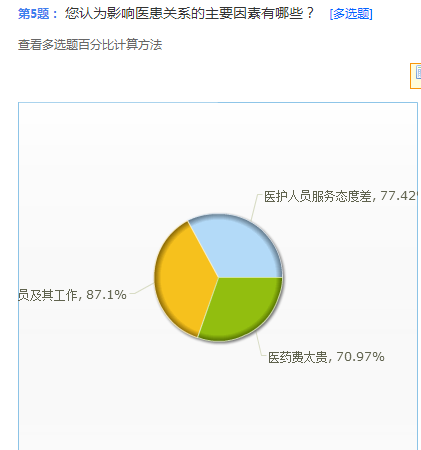 第5题： 您认为影响医患关系的主要因素有哪些？ [多选题]
查看多选题百分比计算方法
医护人员服务态度差, 77.42%
员及其工作, 87.1%
医药费太贵, 70.97%